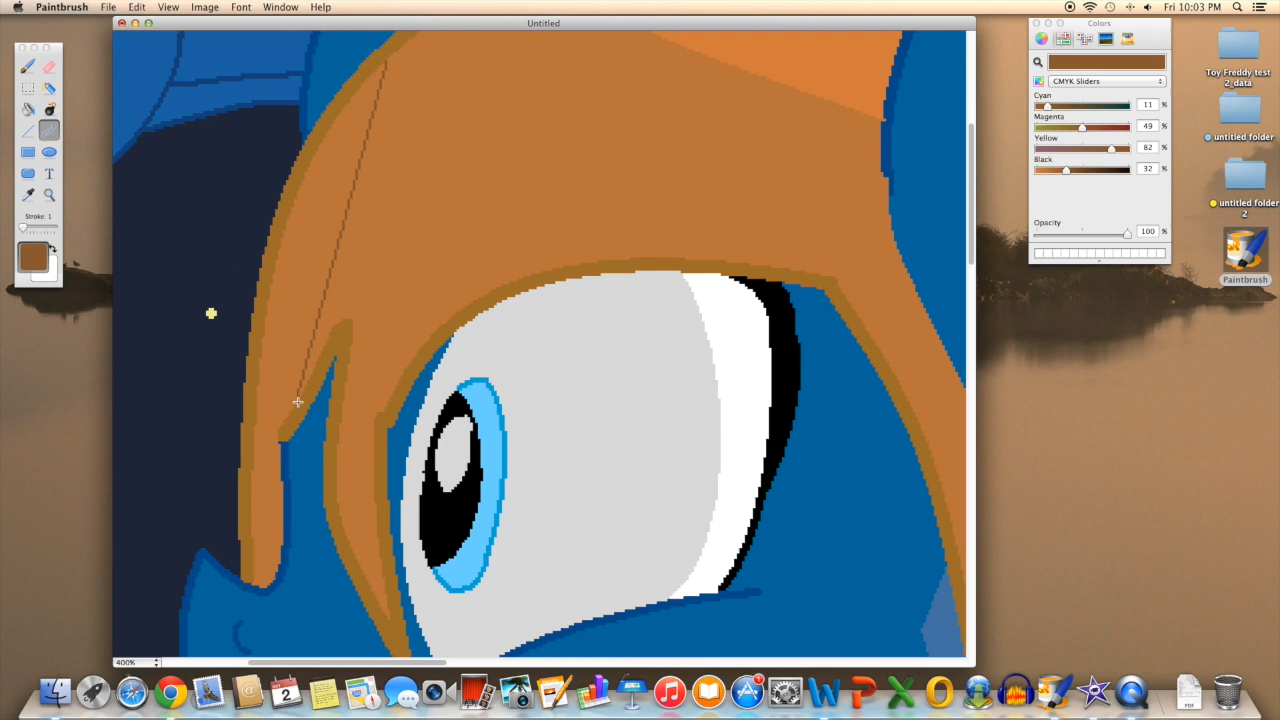 Paintbrush File Edit View Image Font Window Help
Fri 10:03 PM
Untitled
Stroke: 1
Colors
CMYK Sliders
Cyan
11 %
Magenta
49 %
Yellow
82 %
Black
32 %
Opacity
100 %
Toy Freddy test
2_data
untitled folder
untitled folder
2
Paintbrush
400%